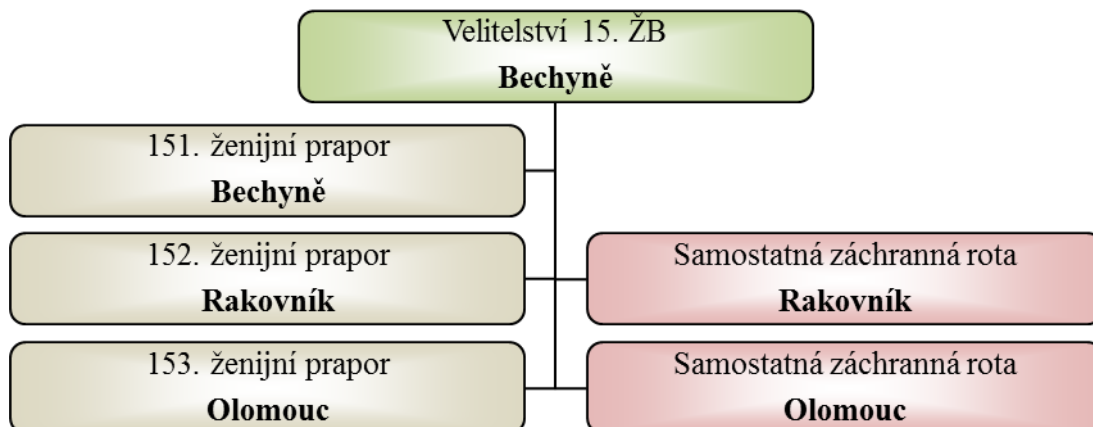 Velitelství 15. ŽB
Bechyně
151. ženijní prapor
Bechyně
152. ženijní prapor
Rakovník
Samostatná záchranná rota
Rakovník
153. ženijní prapor
Olomouc
Samostatná záchranná rota
Olomouc